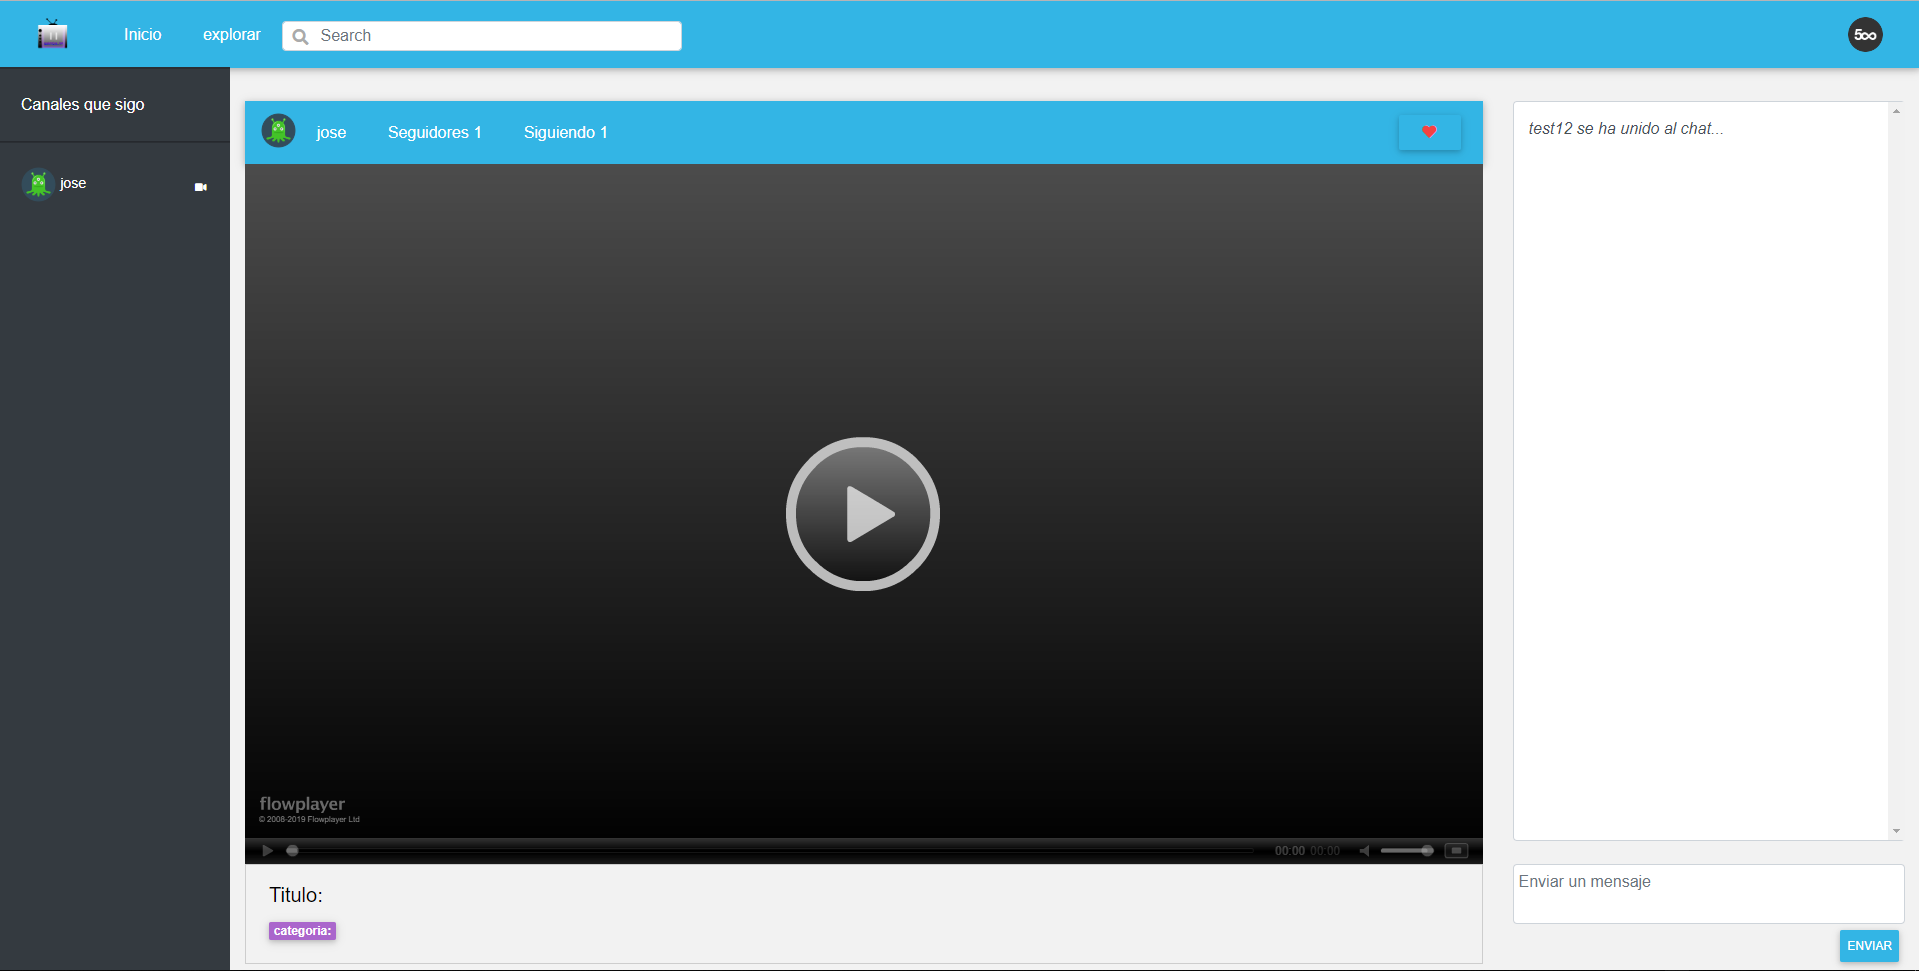 Inicio explorar Search
500
Canales que sigo
jose
jose Seguidores 1 Siguiendo 1
flowplayer
© 2008-2019 Flowplayer Ltd
00:00 00:00
Titulo:
categoria:
test12 se ha unido al chat...
Enviar un mensaje
ENVIAR